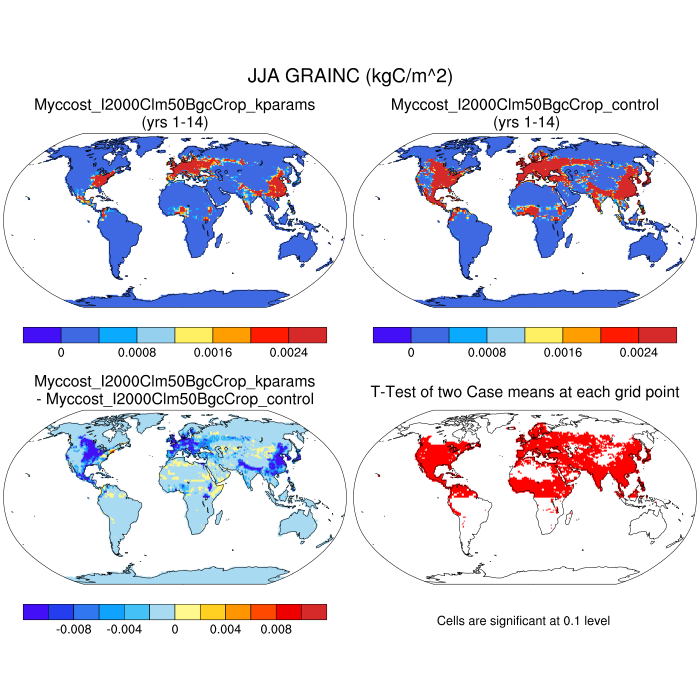 JJA GRAINC (kgC/m^2)
Myccost_I2000Clm50BgcCrop_kparams
(yrs 1-14)
Myccost_I2000Clm50BgcCrop_control
(yrs 1-14)
0 0.0008 0.0016 0.0024
0 0.0008 0.0016 0.0024
Myccost_I2000Clm50BgcCrop_kparams
- Myccost_I2000Clm50BgcCrop_control
T-Test of two Case means at each grid point
-0.008 -0.004 0 0.004 0.008
Cells are significant at 0.1 level